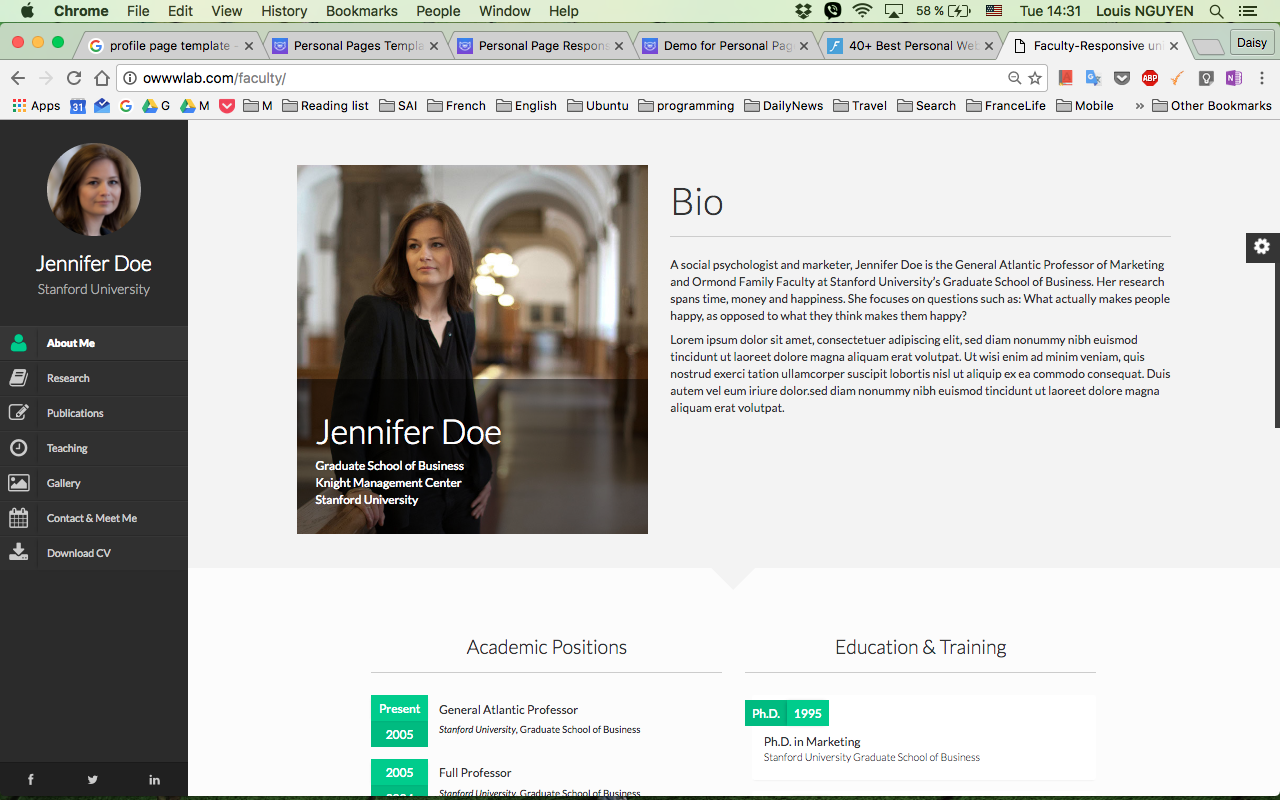 Chrome File Edit View History Bookmarks People Window Help 58 % Tue 14:31 Louis NGUYEN
profile page template - Personal Pages Templa Personal Page Respons Demo for Personal Pag 40+ Best Personal Web Faculty-Responsive uni Daisy
owwwlab.com/faculty/ ABP
Apps 31 G M M Reading list SAI French English Ubuntu programming DailyNews Travel Search FranceLife Mobile » Other Bookmarks
Jennifer Doe
Stanford University
About Me
Research
Publications
Teaching
Gallery
Contact & Meet Me
Download CV
Jennifer Doe
Graduate School of Business
Knight Management Center
Stanford University
Bio
A social psychologist and marketer, Jennifer Doe is the General Atlantic Professor of Marketing
and Ormond Family Faculty at Stanford University's Graduate School of Business. Her research
spans time, money and happiness. She focuses on questions such as: What actually makes people
happy, as opposed to what they think makes them happy?
Lorem ipsum dolor sit amet, consectetuer adipiscing elit, sed diam nonummy nibh euismod
tincidunt ut laoreet dolore magna aliquam erat volutpat. Ut wisi enim ad minim veniam, quis
nostrud exerci tation ullamcorper suscipit lobortis nisl ut aliquip ex ea commodo consequat. Duis
autem vel eum iriure dolor.sed diam nonummy nibh euismod tincidunt ut laoreet dolore magna
aliquam erat volutpat.
Academic Positions
Present
2005
General Atlantic Professor
Stanford University, Graduate School of Business
2005
Full Professor
Stanford University, Graduate School of Business
Education & Training
Ph.D. 1995
Ph.D. in Marketing
Stanford University Graduate School of Business